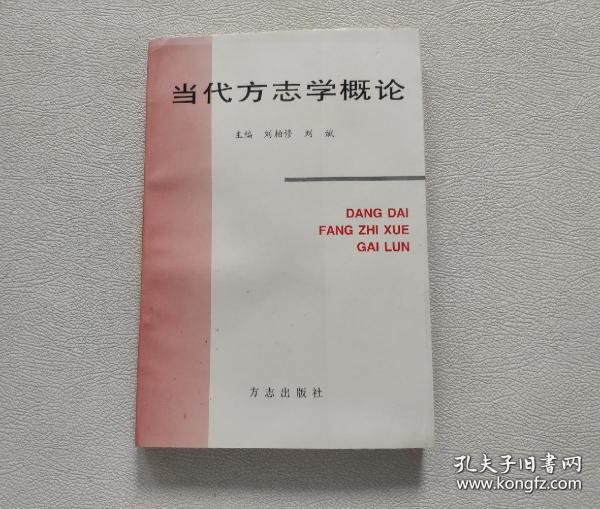 当代方志学概论
主编 刘柏修 刘斌
DANG DAI
FANG ZHI XUE
GAI LUN
方志出版社
孔夫子旧书网
www.kongfz.com